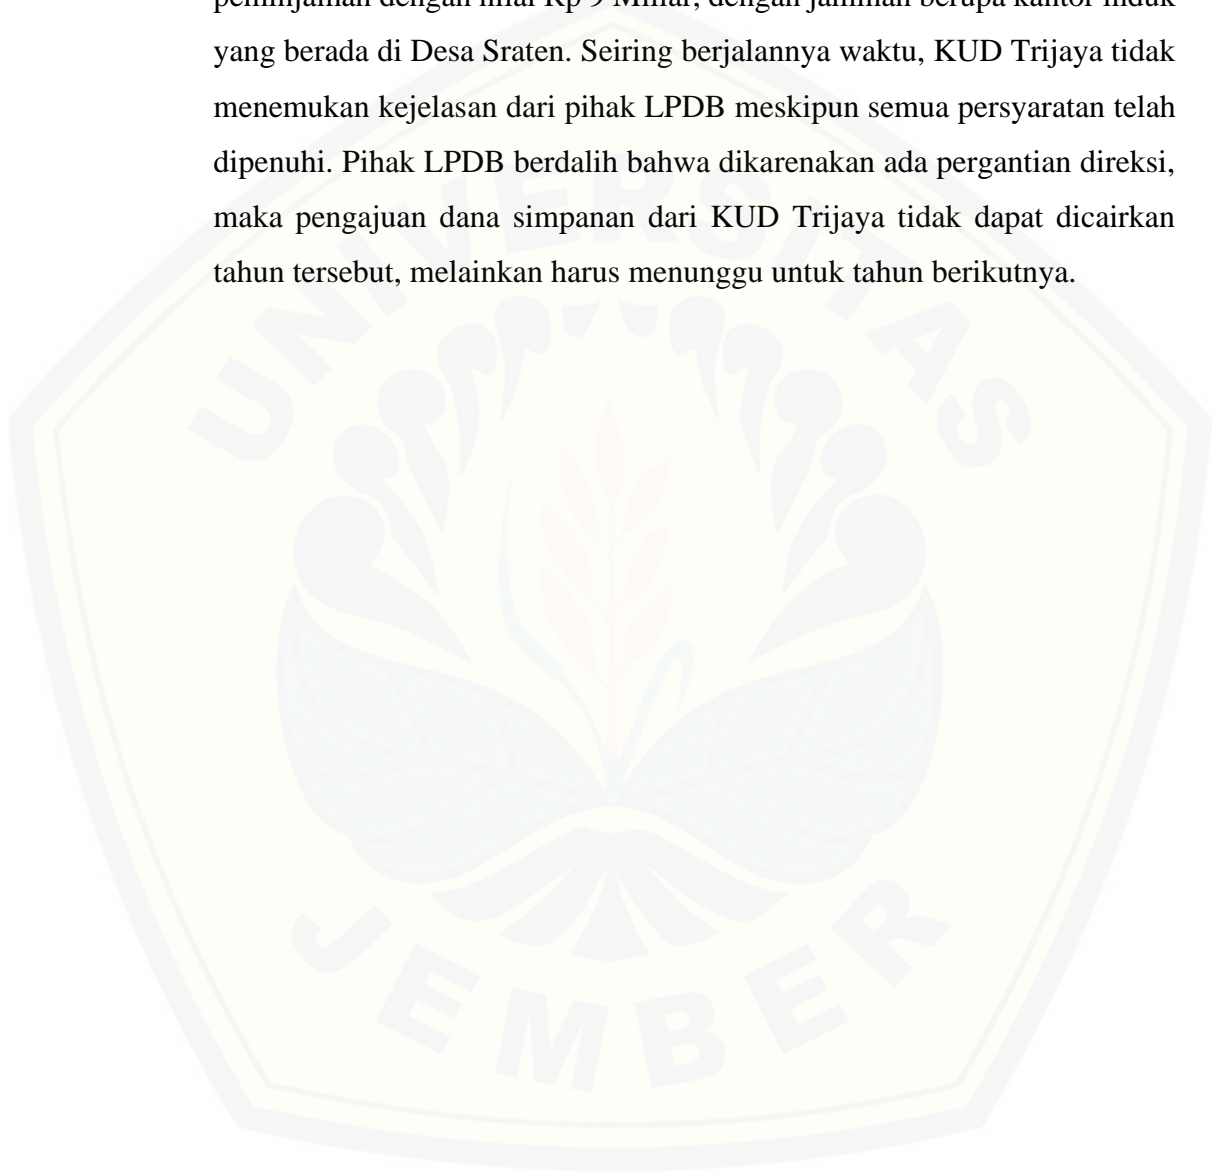 peminjaman dengan nilai Rp Miliar, dengan jaminan berupa kantor induk
yang berada di Desa Sraten. Seiring berjalannya waktu, KUD Trijaya tidak
menemukan kejelasan dari pihak LPDB meskipun semua persyaratan telah
dipenuhi. Pihak LPDB berdalih bahwa dikarenakan ada pergantian direksi,
maka pengajuan dana simpanan dari KUD Trijaya tidak dapat dicairkan
tahun tersebut, melainkan harus menunggu untuk tahun berikutnya.
UNIVERSITAS
JEMBER